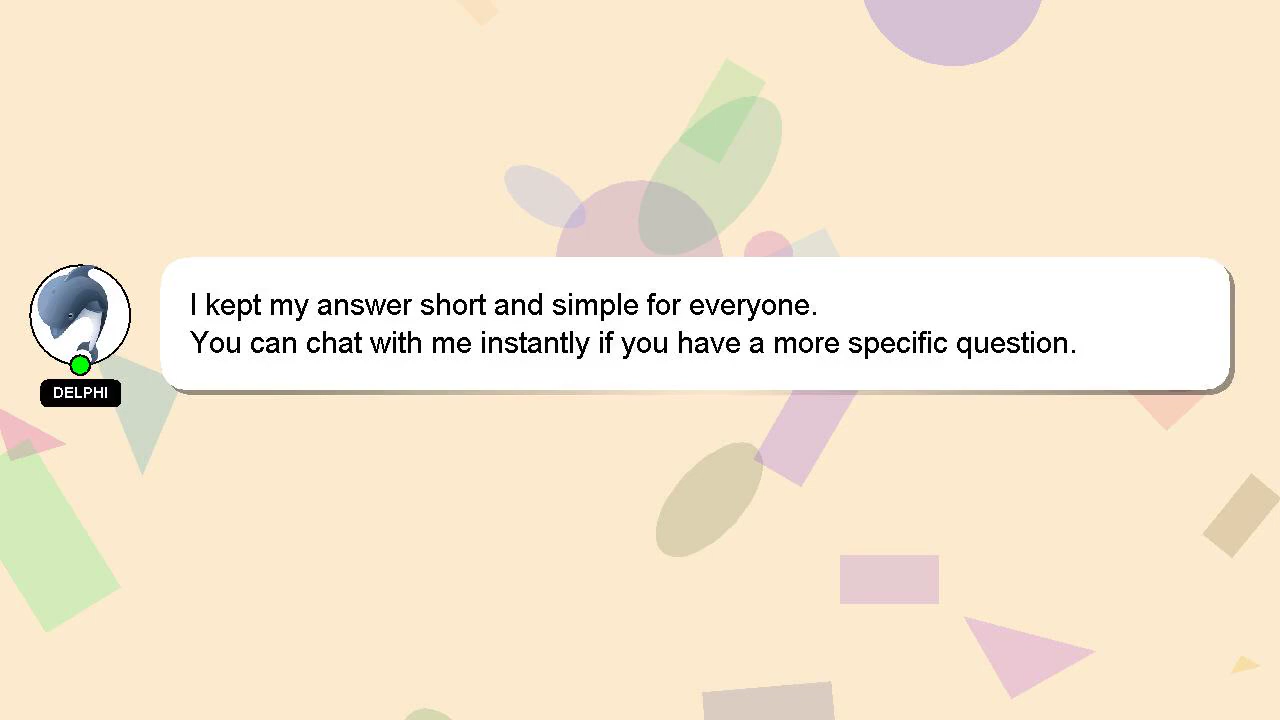 I kept my answer short and simple for everyone.
You can chat with me instantly if you have a more specific question.
DELPHI